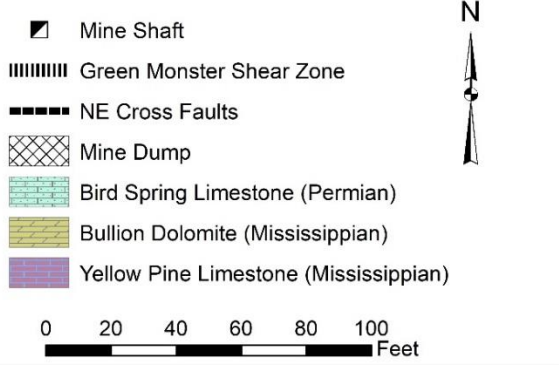 N
Mine Shaft
Green Monster Shear Zone
NE Cross Faults
Mine Dump
Bird Spring Limestone (Permian)
Bullion Dolomite (Mississippian)
Yellow Pine Limestone (Mississippian)
0 20 40 60 80 100
Feet